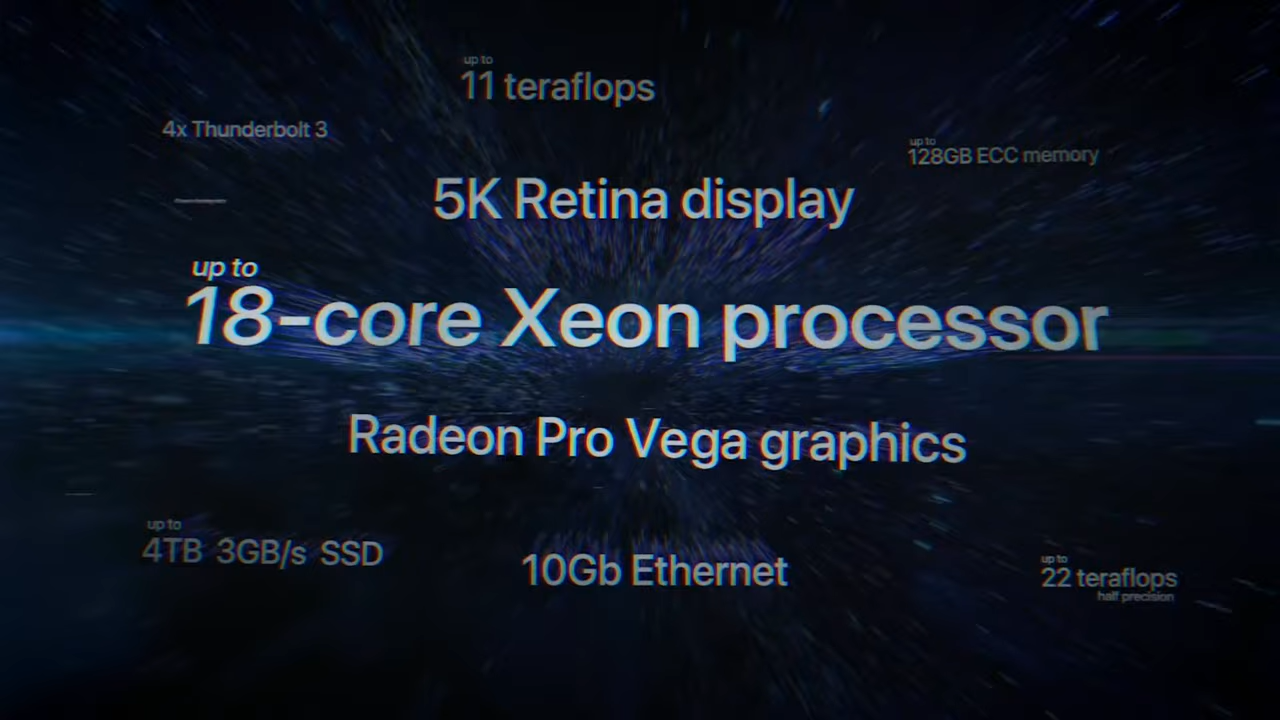 up to
11 teraflops
4x Thunderbolt 3
up to
128GB ECC memory
5K Retina display
up to
18-core Xeon processor
Radeon Pro Vega graphics
up to
4TB 3GB/s SSD
10Gb Ethernet
up to
22 teraflops
half precision